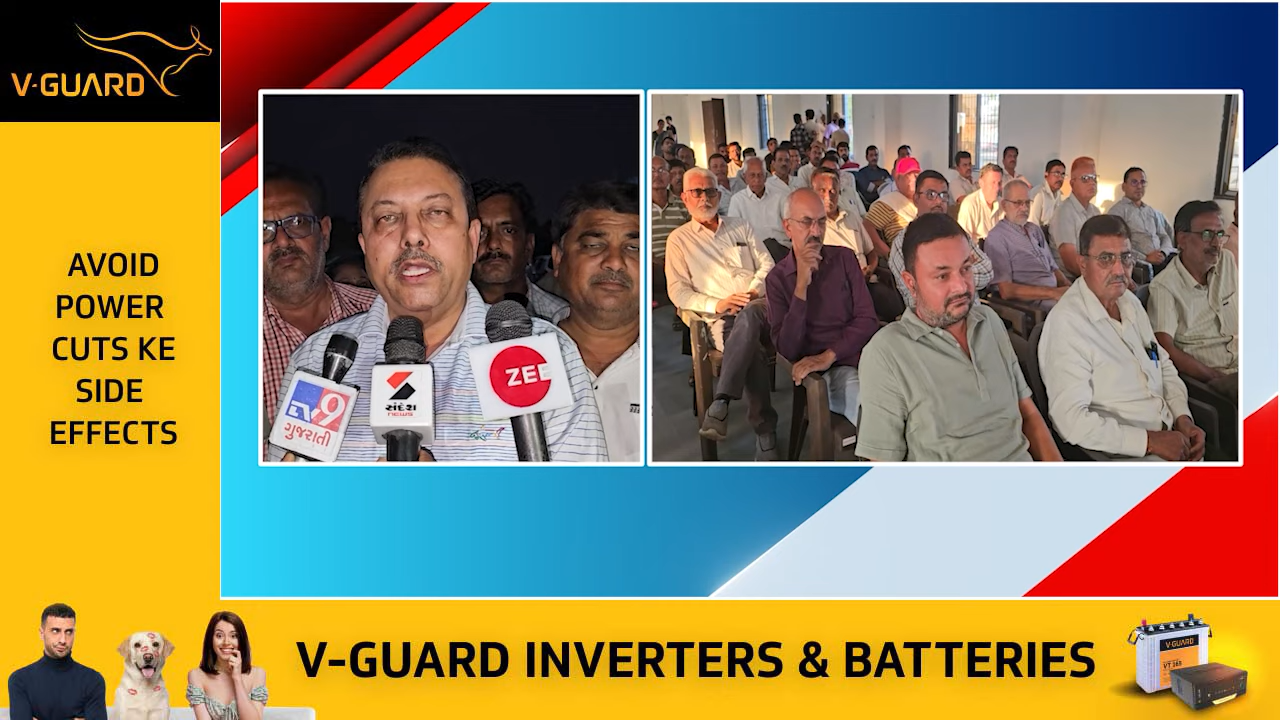 V-GUARD
AVOID
POWER
CUTS KE
SIDE
EFFECTS
TV9
ગુજરાતી
સંદેશ
NEWS
ZEE
V-GUARD INVERTERS & BATTERIES
V-GUARD